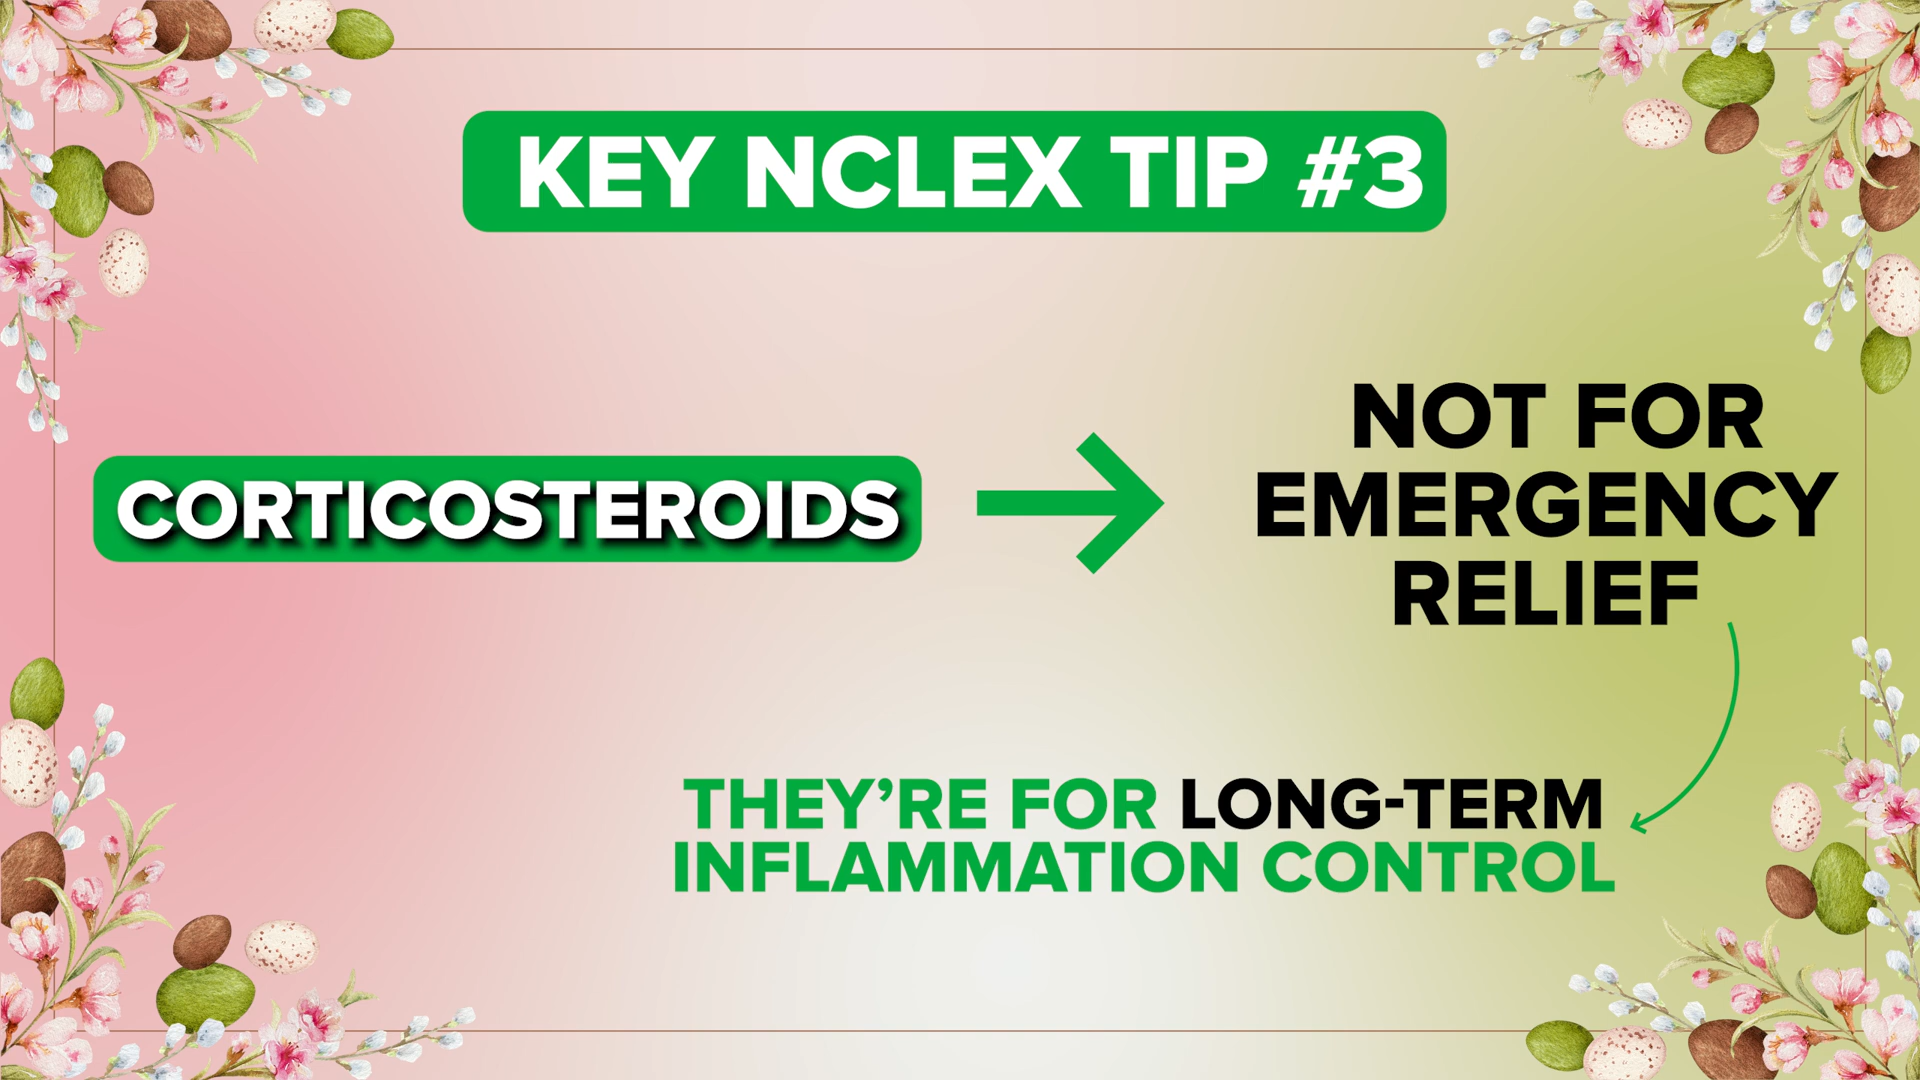 KEY NCLEX TIP #3
CORTICOSTEROIDS
NOT FOR
EMERGENCY
RELIEF
THEY'RE FOR LONG-TERM
INFLAMMATION CONTROL